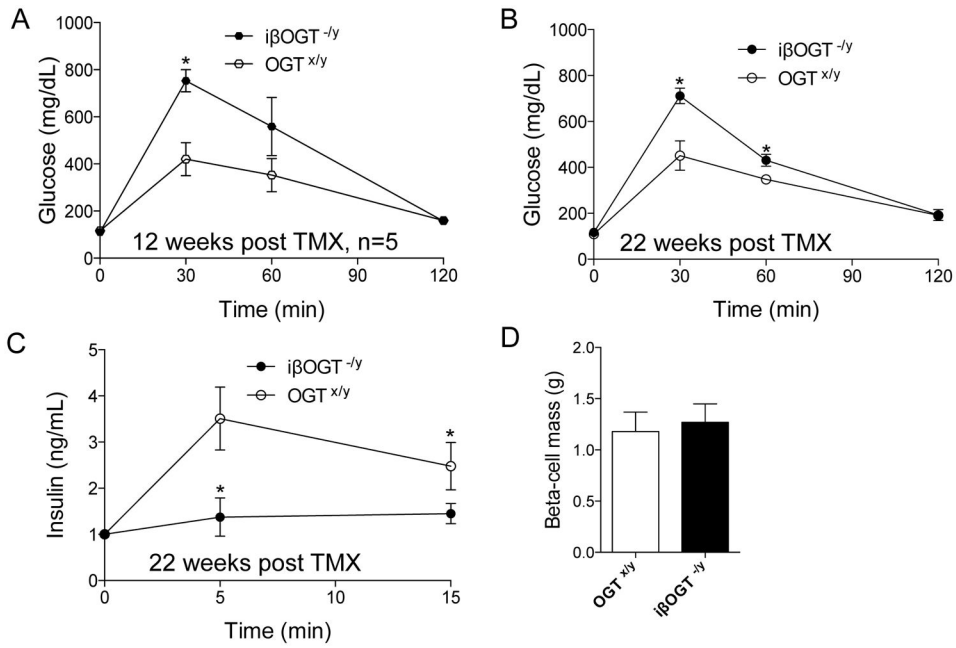 A
1000
800
600
400
200
0
Glucose (mg/dL)
iβOGT -/y
OGT x/y
*
12 weeks post TMX, n=5
0 30 60 90 120
Time (min)
B
1000
800
600
400
200
0
Glucose (mg/dL)
iβOGT -/y
OGT x/y
*
*
22 weeks post TMX
0 30 60 90 120
Time (min)
C
5
4
3
2
1
0
Insulin (ng/mL)
iβOGT -/y
OGT x/y
*
*
22 weeks post TMX
0 5 10 15
Time (min)
D
2.0
1.5
1.0
0.5
0.0
Beta-cell mass (g)
OGT x/y
iβOGT -/y